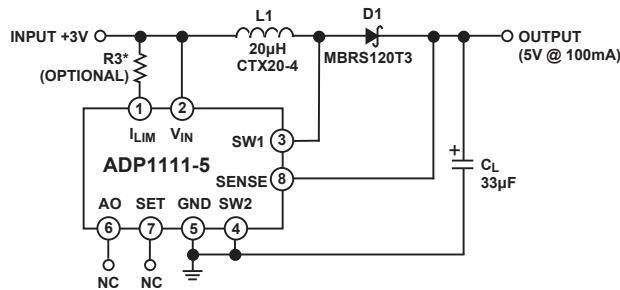 INPUT +3V
L1
20µH
CTX20-4
D1
MBRS120T3
OUTPUT
(5V @ 100mA)
R3*
(OPTIONAL)
1
2
ILIM
VIN
SW1
3
ADP1111-5
SENSE
8
+
CL
33µF
AO
SET
GND
SW2
6
7
5
4
NC
NC